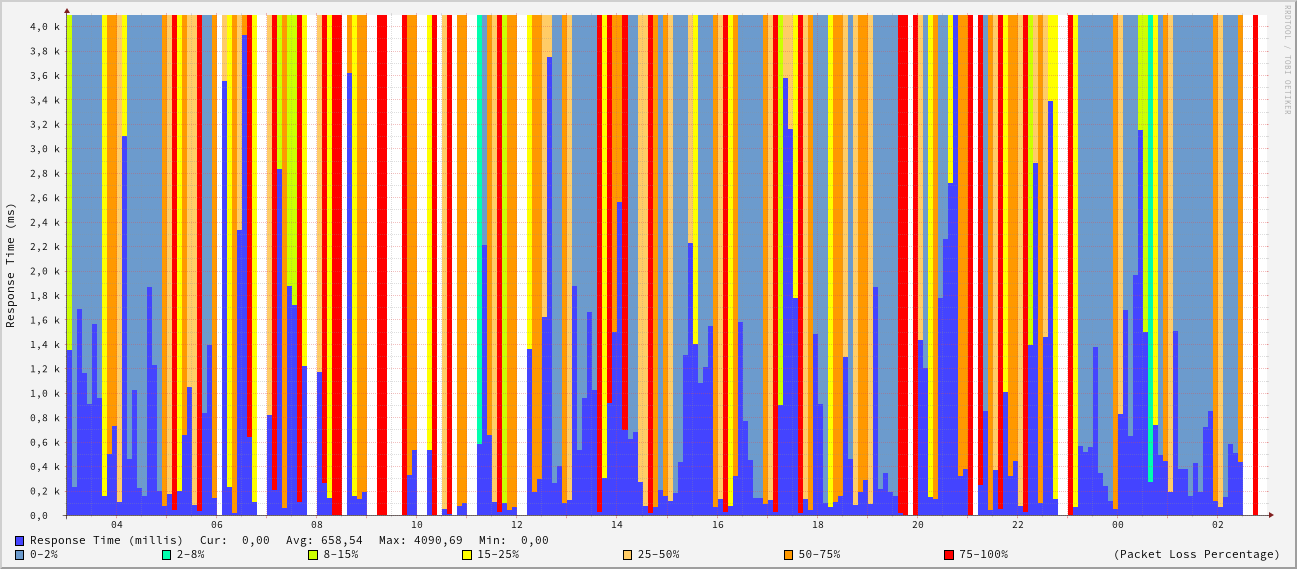 RRDTOOL / TOBI OETIKER
Response Time (ms)
4,0 k
3,8 k
3,6 k
3,4 k
3,2 k
3,0 k
2,8 k
2,6 k
2,4 k
2,2 k
2,0 k
1,8 k
1,6 k
1,4 k
1,2 k
1,0 k
0,8 k
0,6 k
0,4 k
0,2 k
0,0
04 06 08 10 12 14 16 18 20 22 00 02
Response Time (millis) Cur: 0,00 Avg: 658,54 Max: 4090,69 Min: 0,00
0-2% 2-8% 8-15% 15-25% 25-50% 50-75% 75-100% (Packet Loss Percentage)